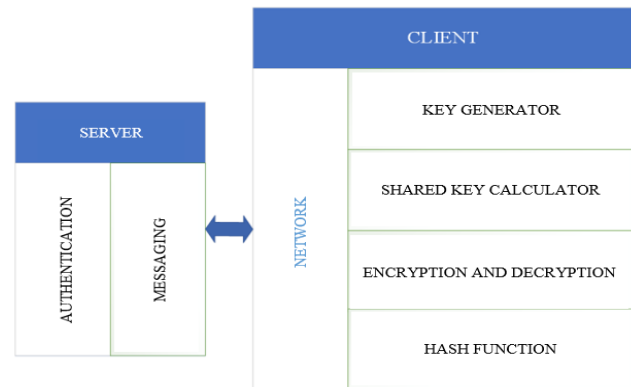 SERVER
AUTHENTICATION
MESSAGING
CLIENT
NETWORK
KEY GENERATOR
SHARED KEY CALCULATOR
ENCRYPTION AND DECRYPTION
HASH FUNCTION